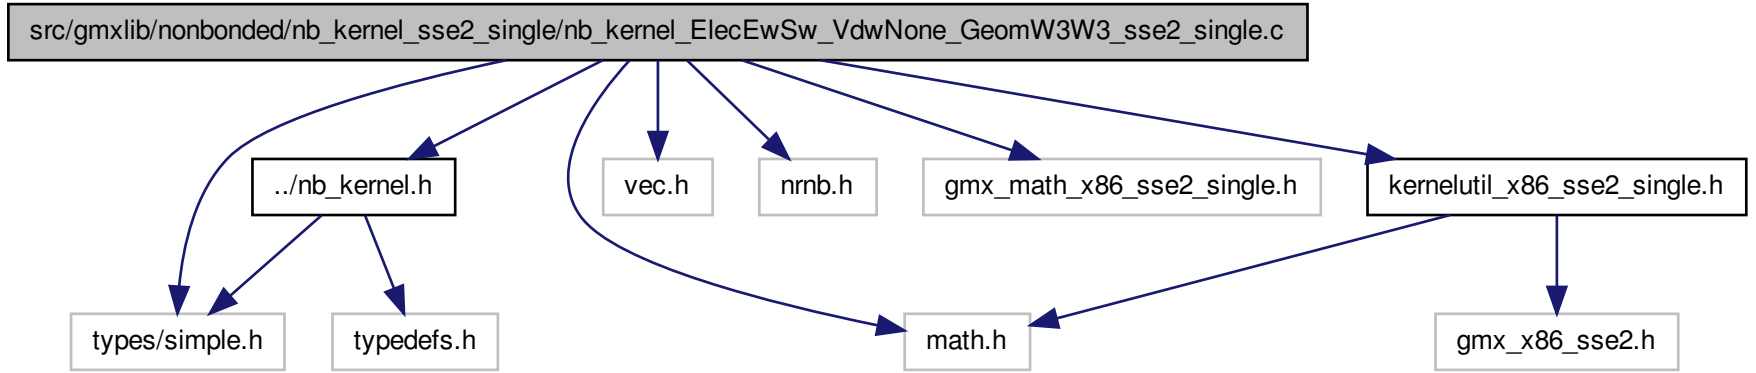 src/gmxlib/nonbonded/nb_kernel_sse2_single/nb_kernel_ElecEwSw_VdwNone_GeomW3W3_sse2_single.c
../nb_kernel.h
vec.h
nrnb.h
gmx_math_x86_sse2_single.h
kernelutil_x86_sse2_single.h
types/simple.h
typedefs.h
math.h
gmx_x86_sse2.h